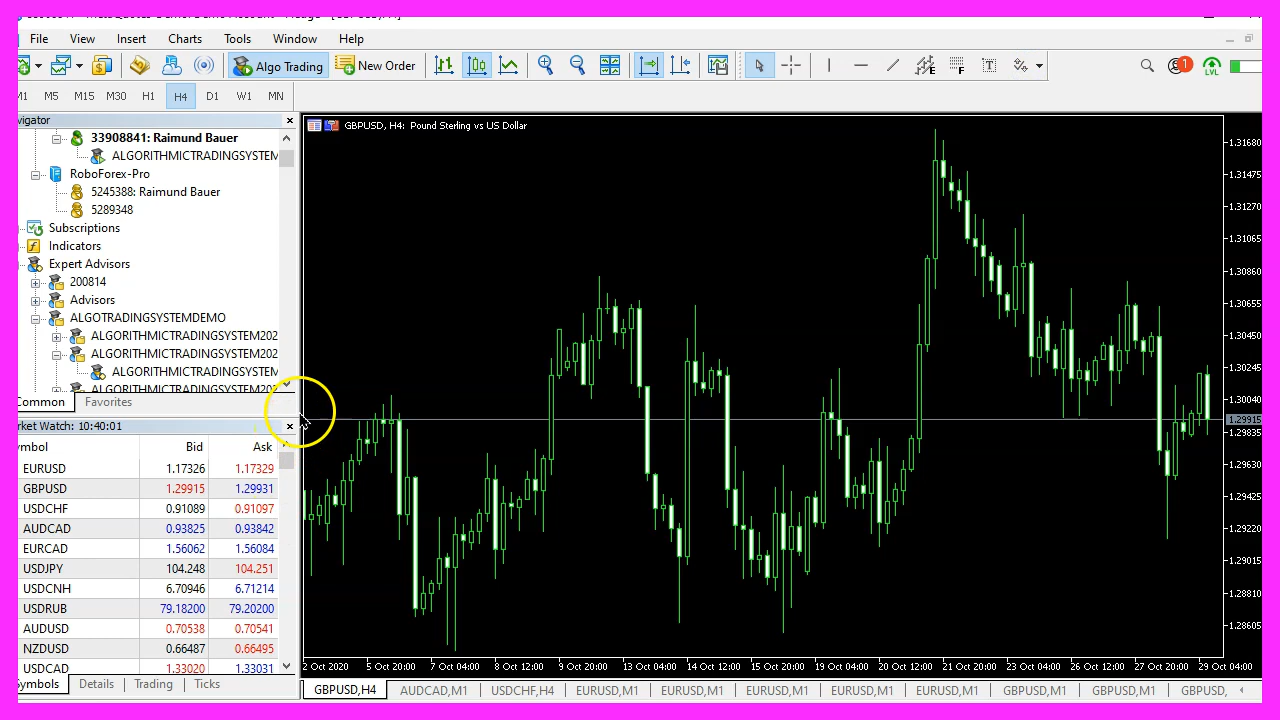 File View Insert Charts Tools Window Help
Algo Trading New Order 1 LVL
M1 M5 M15 M30 H1 H4 D1 W1 MN
vigator
33908841: Raimund Bauer
ALGORITHMICTRADINGSYSTEM
RoboForex-Pro
5245388: Raimund Bauer
5289348
Subscriptions
Indicators
Expert Advisors
200814
Advisors
ALGOTRADINGSYSTEMDEMO
ALGORITHMICTRADINGSYSTEM202
ALGORITHMICTRADINGSYSTEM202
ALGORITHMICTRADINGSYSTEM
ALGORITHMICTRADINGSYSTEM202
Common Favorites
rket Watch: 10:40:01
ymbol Bid Ask
EURUSD 1.17326 1.17329
GBPUSD 1.29915 1.29931
USDCHF 0.91089 0.91097
AUDCAD 0.93825 0.93842
EURCAD 1.56062 1.56084
USDJPY 104.248 104.251
USDCNH 6.70946 6.71214
USDRUB 79.18200 79.20200
AUDUSD 0.70538 0.70541
NZDUSD 0.66487 0.66495
USDCAD 1.33020 1.33031
ymbols Details Trading Ticks
GBPUSD, H4: Pound Sterling vs US Dollar
1.31680
1.31475
1.31270
1.31065
1.30860
1.30655
1.30450
1.30245
1.30040
1.29915
1.29835
1.29630
1.29425
1.29220
1.29015
1.28810
1.28605
2 Oct 2020 5 Oct 20:00 7 Oct 04:00 8 Oct 12:00 9 Oct 20:00 13 Oct 04:00 14 Oct 12:00 15 Oct 20:00 19 Oct 04:00 20 Oct 12:00 21 Oct 20:00 23 Oct 04:00 26 Oct 12:00 27 Oct 20:00 29 Oct 04:00
GBPUSD,H4 AUDCAD,M1 USDCHF,H4 EURUSD,M1 EURUSD,M1 EURUSD,M1 EURUSD,M1 EURUSD,M1 GBPUSD,M1 GBPUSD,M1 GBPUSD,